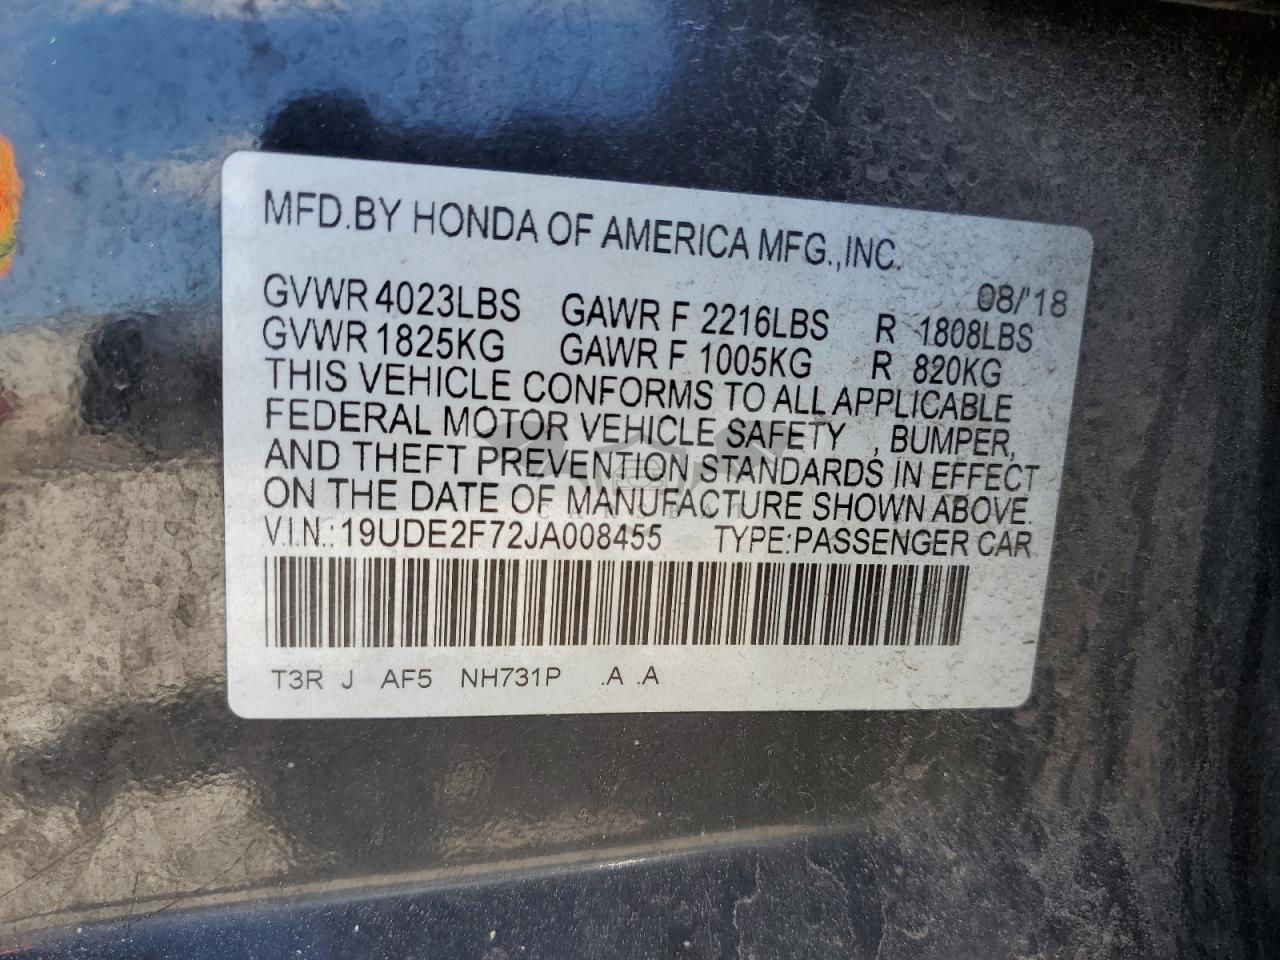 MFD.BY HONDA OF AMERICA MFG.,INC.
08/'18
GVWR 4023LBS GAWR F 2216LBS R 1808LBS
GVWR 1825KG GAWR F 1005KG R 820KG
THIS VEHICLE CONFORMS TO ALL APPLICABLE
FEDERAL MOTOR VEHICLE SAFETY , BUMPER,
AND THEFT PREVENTION STANDARDS IN EFFECT
ON THE DATE OF MANUFACTURE SHOWN ABOVE.
V.I.N.: 19UDE2F72JA008455 TYPE:PASSENGER CAR
T3R J AF5 NH731P .A .A